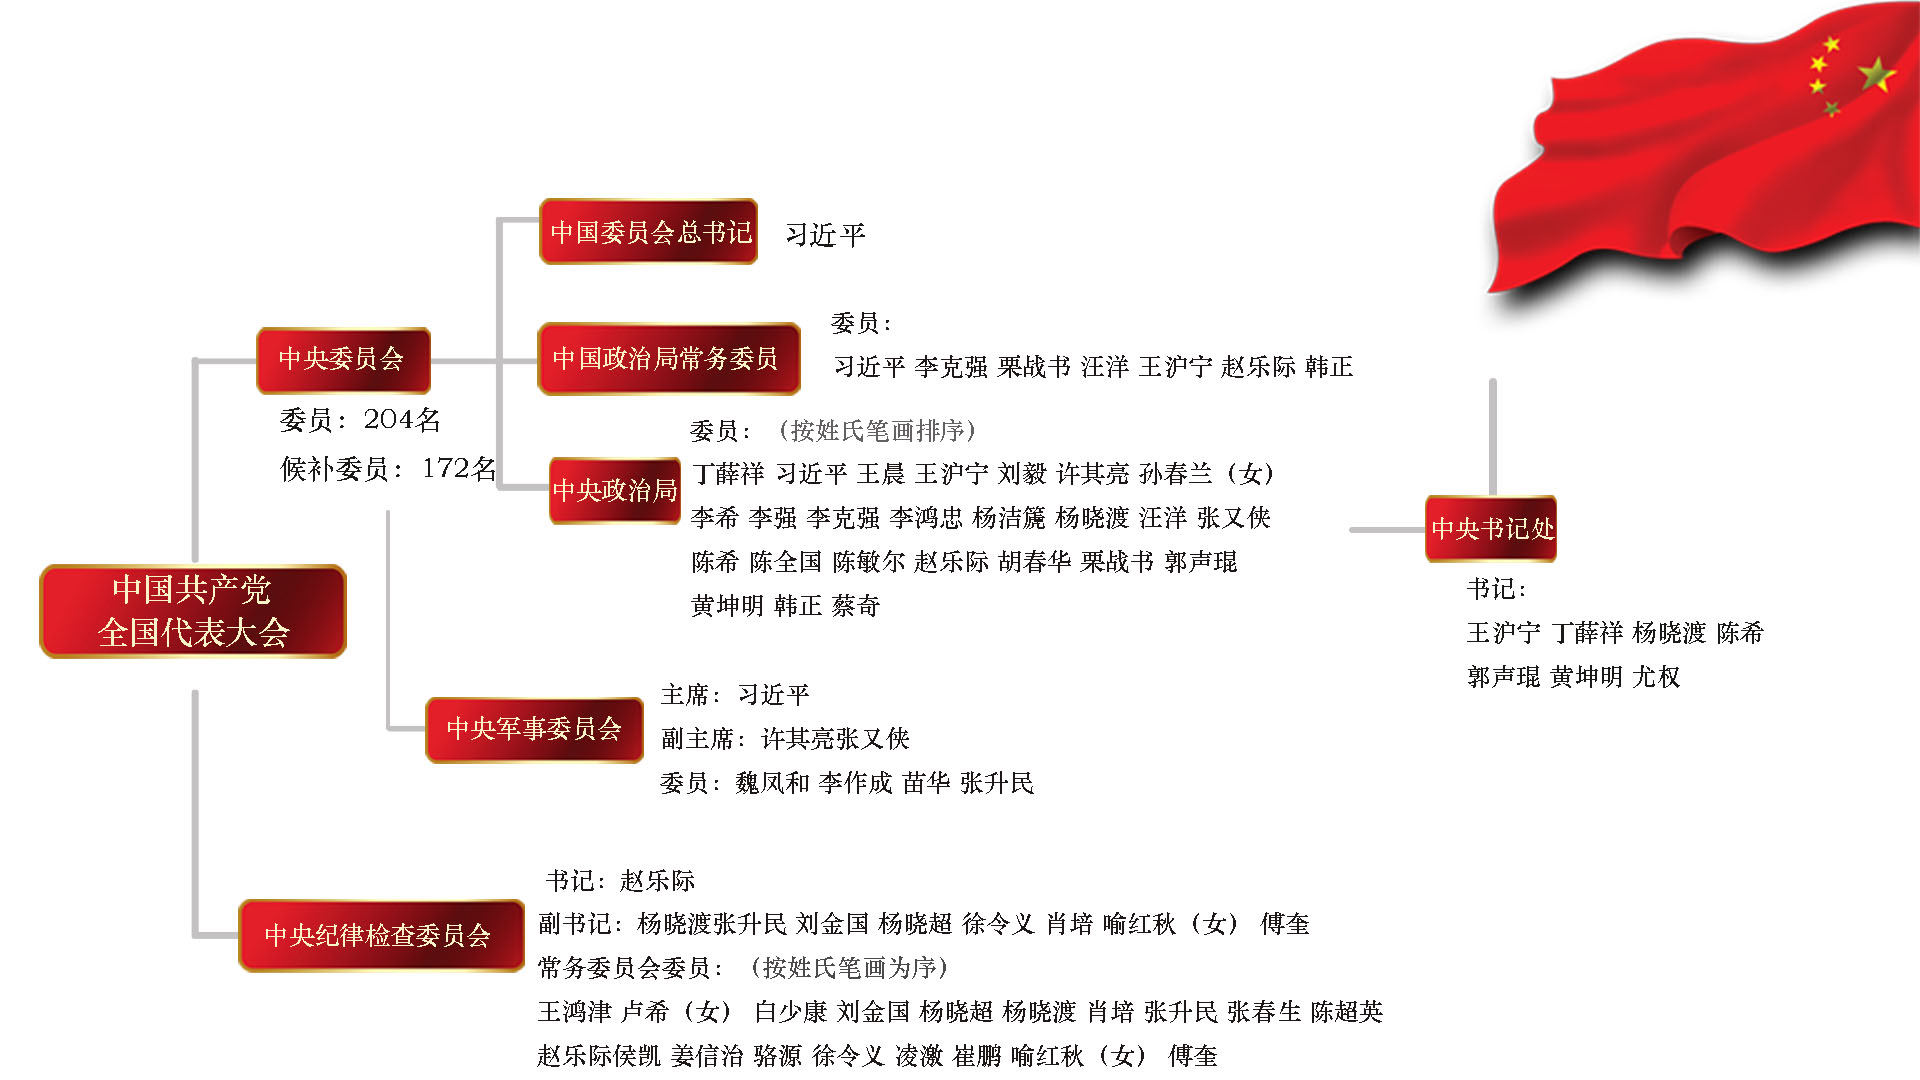 中国委员会总书记
习近平
中央委员会
委员：204名
候补委员：172名
中国政治局常务委员
委员：
习近平 李克强 栗战书 汪洋 王沪宁 赵乐际 韩正
中央政治局
委员：（按姓氏笔画排序）
丁薛祥 习近平 王晨 王沪宁 刘毅 许其亮 孙春兰（女）
李希 李强 李克强 李鸿忠 杨洁篪 杨晓渡 汪洋 张又侠
陈希 陈全国 陈敏尔 赵乐际 胡春华 栗战书 郭声琨
黄坤明 韩正 蔡奇
中央书记处
书记：
王沪宁 丁薛祥 杨晓渡 陈希
郭声琨 黄坤明 尤权
中国共产党
全国代表大会
中央军事委员会
主席：习近平
副主席：许其亮张又侠
委员：魏凤和 李作成 苗华 张升民
中央纪律检查委员会
书记：赵乐际
副书记：杨晓渡张升民 刘金国 杨晓超 徐令义 肖培 喻红秋（女） 傅奎
常务委员会委员：（按姓氏笔画为序）
王鸿津 卢希（女） 白少康 刘金国 杨晓超 杨晓渡 肖培 张升民 张春生 陈超英
赵乐际侯凯 姜信治 骆源 徐令义 凌激 崔鹏 喻红秋（女） 傅奎